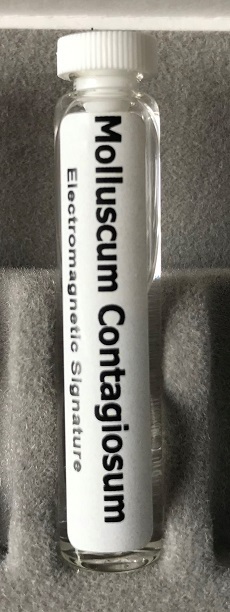 Molluscum Contagiosum
Electromagnetic Signature